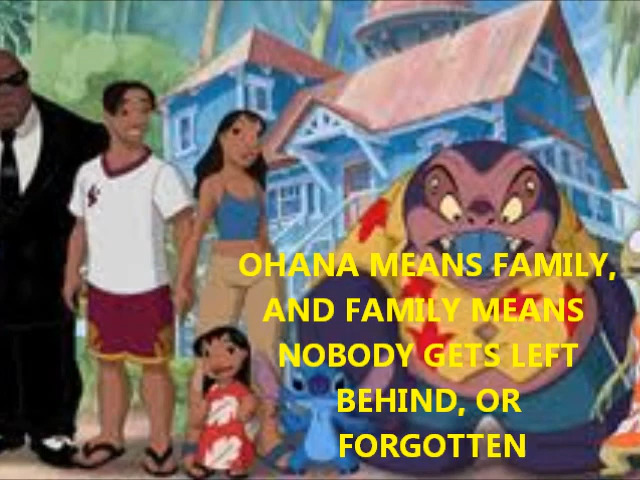 OHANA MEANS FAMILY,
AND FAMILY MEANS
NOBODY GETS LEFT
BEHIND, OR
FORGOTTEN